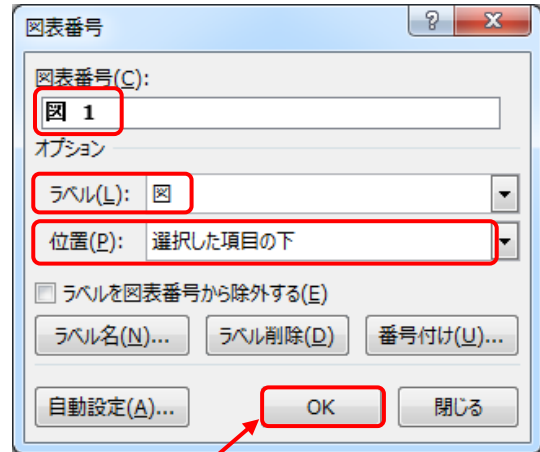 図表番号
図表番号(C):
図 1
オプション
ラベル(L): 図
位置(P): 選択した項目の下
ラベルを図表番号から除外する(E)
ラベル名(N)... ラベル削除(D) 番号付け(U)...
自動設定(A)... OK 閉じる